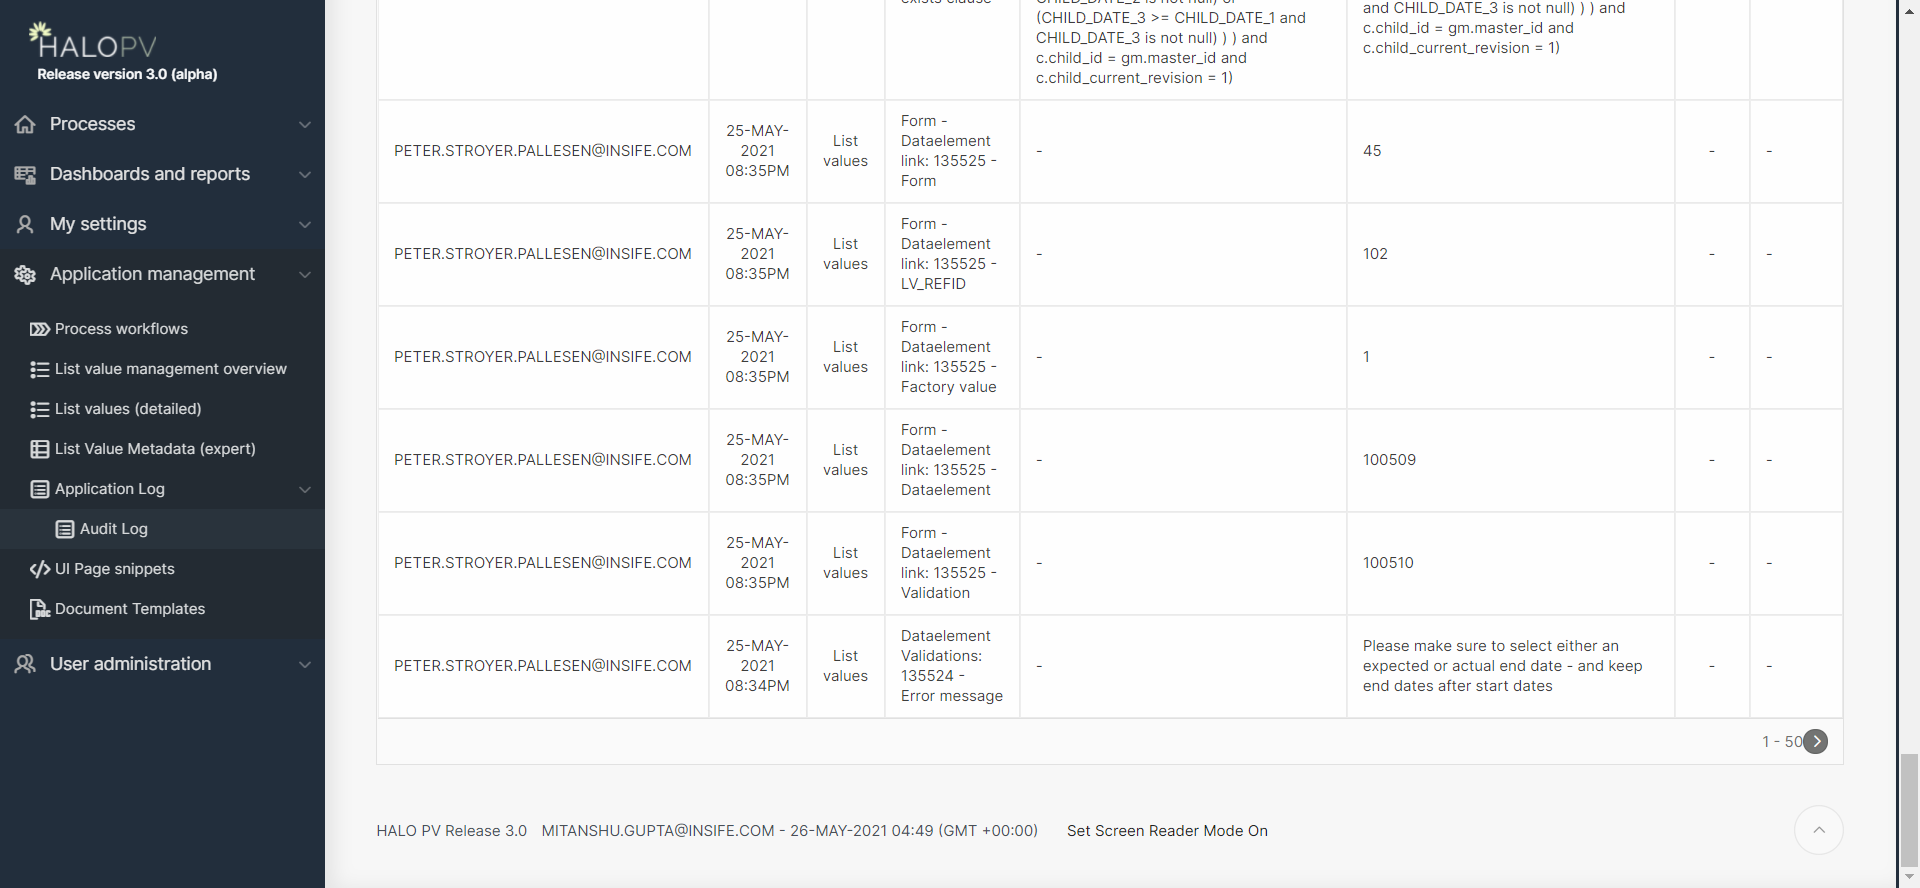 HALOPV
Release version 3.0 (alpha)
Processes
Dashboards and reports
My settings
Application management
Process workflows
List value management overview
List values (detailed)
List Value Metadata (expert)
Application Log
Audit Log
UI Page snippets
Document Templates
User administration
exists clause
CHILD_DATE_2 is not null) or
(CHILD_DATE_3 >= CHILD_DATE_1 and
CHILD_DATE_3 is not null) ) ) and
c.child_id = gm.master_id and
c.child_current_revision = 1)
and CHILD_DATE_3 is not null) ) ) and
c.child_id = gm.master_id and
c.child_current_revision = 1)
PETER.STROYER.PALLESEN@INSIFE.COM
25-MAY-
2021
08:35PM
List
values
Form -
Dataelement
link: 135525 -
Form
-
45
-
-
PETER.STROYER.PALLESEN@INSIFE.COM
25-MAY-
2021
08:35PM
List
values
Form -
Dataelement
link: 135525 -
LV_REFID
-
102
-
-
PETER.STROYER.PALLESEN@INSIFE.COM
25-MAY-
2021
08:35PM
List
values
Form -
Dataelement
link: 135525 -
Factory value
-
1
-
-
PETER.STROYER.PALLESEN@INSIFE.COM
25-MAY-
2021
08:35PM
List
values
Form -
Dataelement
link: 135525 -
Dataelement
-
100509
-
-
PETER.STROYER.PALLESEN@INSIFE.COM
25-MAY-
2021
08:35PM
List
values
Form -
Dataelement
link: 135525 -
Validation
-
100510
-
-
PETER.STROYER.PALLESEN@INSIFE.COM
25-MAY-
2021
08:34PM
List
values
Dataelement
Validations:
135524 -
Error message
-
Please make sure to select either an
expected or actual end date - and keep
end dates after start dates
-
-
1 - 50
HALO PV Release 3.0 MITANSHU.GUPTA@INSIFE.COM - 26-MAY-2021 04:49 (GMT +00:00) Set Screen Reader Mode On